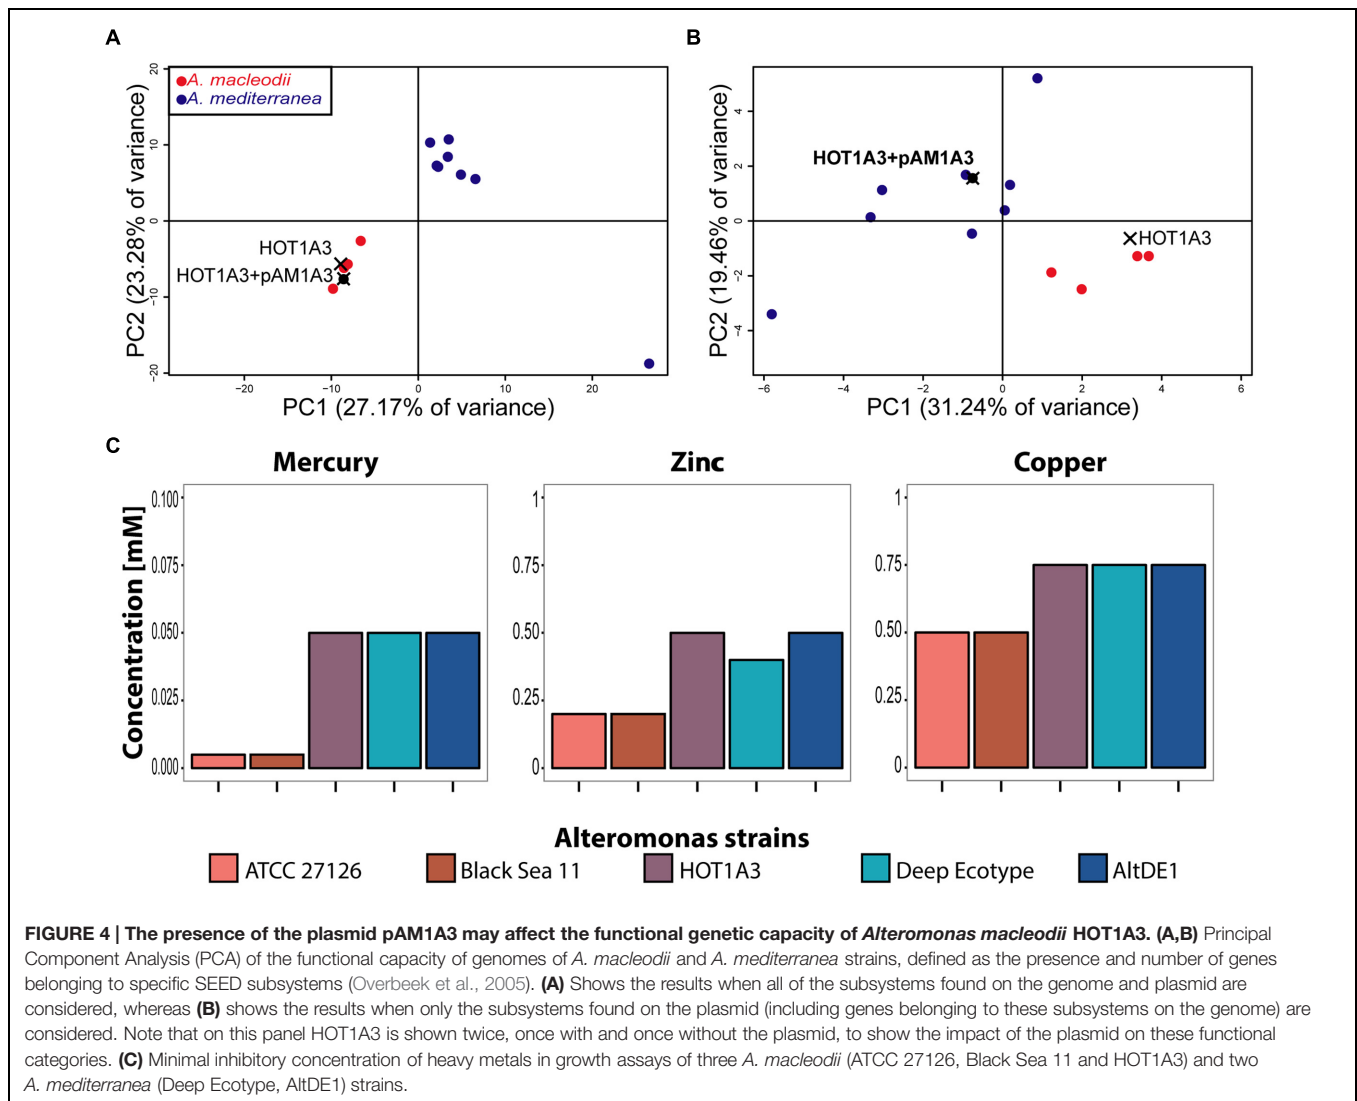 A
B
A. macleodii
A. mediterranea
HOT1A3
HOT1A3+pAM1A3
PC2 (23.28% of variance)
20
10
0
−10
−20
−20
−10
0
10
20
PC1 (27.17% of variance)
HOT1A3+pAM1A3
HOT1A3
PC2 (19.46% of variance)
4
2
0
−2
−4
−6
−4
−2
0
2
4
6
PC1 (31.24% of variance)
C
Mercury
Zinc
Copper
Concentration [mM]
0.100
0.075
0.050
0.025
0.000
1
0.75
0.50
0.25
0
1
0.75
0.50
0.25
0
Alteromonas strains
ATCC 27126
Black Sea 11
HOT1A3
Deep Ecotype
AltDE1
FIGURE 4 | The presence of the plasmid pAM1A3 may affect the functional genetic capacity of Alteromonas macleodii HOT1A3. (A,B) Principal
Component Analysis (PCA) of the functional capacity of genomes of A. macleodii and A. mediterranea strains, defined as the presence and number of genes
belonging to specific SEED subsystems (Overbeek et al., 2005). (A) Shows the results when all of the subsystems found on the genome and plasmid are
considered, whereas (B) shows the results when only the subsystems found on the plasmid (including genes belonging to these subsystems on the genome) are
considered. Note that on this panel HOT1A3 is shown twice, once with and once without the plasmid, to show the impact of the plasmid on these functional
categories. (C) Minimal inhibitory concentration of heavy metals in growth assays of three A. macleodii (ATCC 27126, Black Sea 11 and HOT1A3) and two
A. mediterranea (Deep Ecotype, AltDE1) strains.